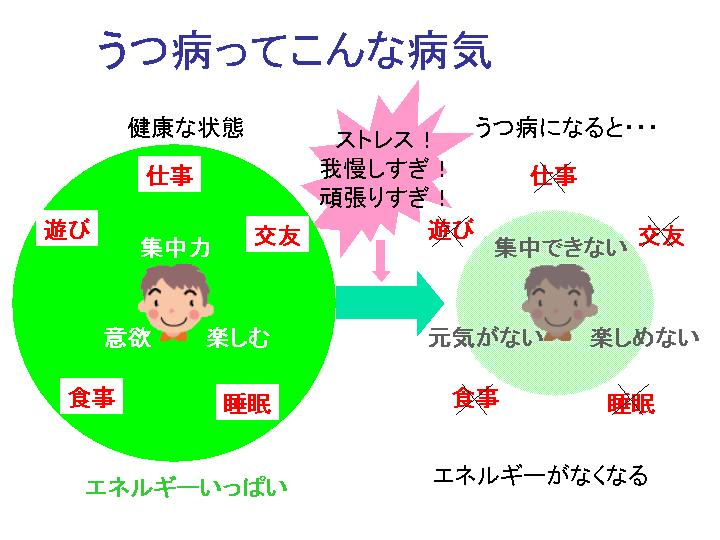 うつ病ってこんな病気
健康な状態
仕事
遊び
交友
集中力
意欲
楽しむ
食事
睡眠
エネルギーいっぱい
ストレス！
我慢しすぎ！
頑張りすぎ！
うつ病になると・・・
仕事
遊び
交友
集中できない
元気がない
楽しめない
食事
睡眠
エネルギーがなくなる